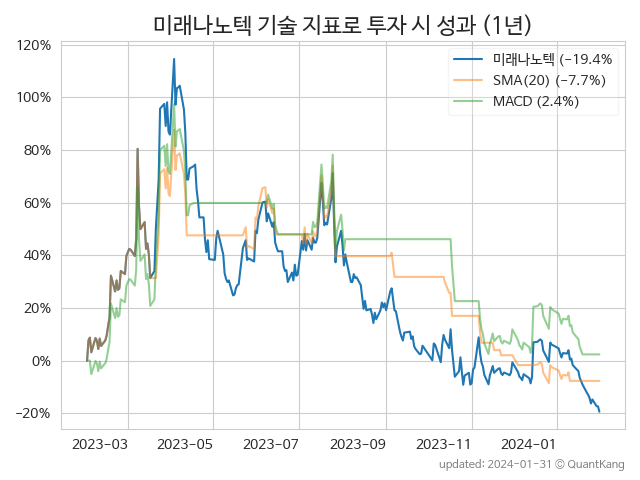 미래나노텍 기술 지표로 투자 시 성과 (1년)
120%
100%
80%
60%
40%
20%
0%
−20%
미래나노텍 (−19.4%
SMA(20) (−7.7%)
MACD (2.4%)
2023-03
2023-05
2023-07
2023-09
2023-11
2024-01
updated: 2024-01-31 © QuantKang